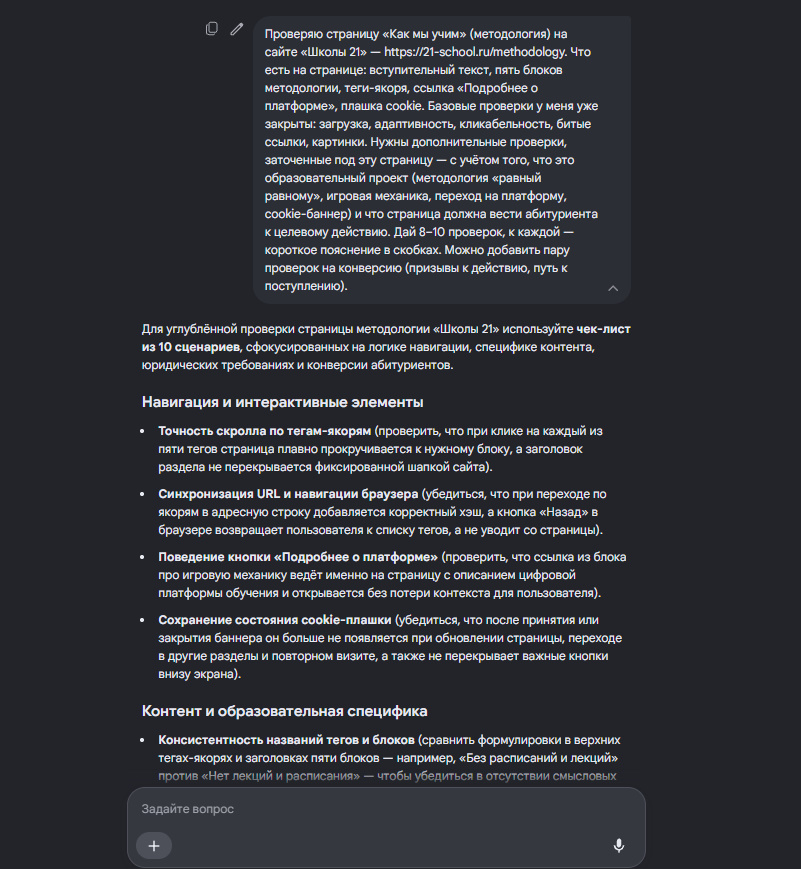 Проверяю страницу «Как мы учим» (методология) на
сайте «Школы 21» — https://21-school.ru/methodology. Что
есть на странице: вступительный текст, пять блоков
методологии, теги-якоря, ссылка «Подробнее о
платформе», плашка cookie. Базовые проверки у меня уже
закрыты: загрузка, адаптивность, кликабельность, битые
ссылки, картинки. Нужны дополнительные проверки,
заточенные под эту страницу — с учётом того, что это
образовательный проект (методология «равный
равному», игровая механика, переход на платформу,
cookie-баннер) и что страница должна вести абитуриента
к целевому действию. Дай 8–10 проверок, к каждой —
короткое пояснение в скобках. Можно добавить пару
проверок на конверсию (призывы к действию, путь к
поступлению).
Для углублённой проверки страницы методологии «Школы 21» используйте чек-лист
из 10 сценариев, сфокусированных на логике навигации, специфике контента,
юридических требованиях и конверсии абитуриентов.
Навигация и интерактивные элементы
• Точность скролла по тегам-якорям (проверить, что при клике на каждый из
пяти тегов страница плавно прокручивается к нужному блоку, а заголовок
раздела не перекрывается фиксированной шапкой сайта).
• Синхронизация URL и навигации браузера (убедиться, что при переходе по
якорям в адресную строку добавляется корректный хэш, а кнопка «Назад» в
браузере возвращает пользователя к списку тегов, а не уводит со страницы).
• Поведение кнопки «Подробнее о платформе» (проверить, что ссылка из блока
про игровую механику ведёт именно на страницу с описанием цифровой
платформы обучения и открывается без потери контекста для пользователя).
• Сохранение состояния cookie-плашки (убедиться, что после принятия или
закрытия баннера он больше не появляется при обновлении страницы, переходе
в другие разделы и повторном визите, а также не перекрывает важные кнопки
внизу экрана).
Контент и образовательная специфика
• Консистентность названий тегов и блоков (сравнить формулировки в верхних
тегах-якорях и заголовках пяти блоков — например, «Без расписаний и лекций»
против «Нет лекций и расписания» — чтобы убедиться в отсутствии смысловых
Задайте вопрос